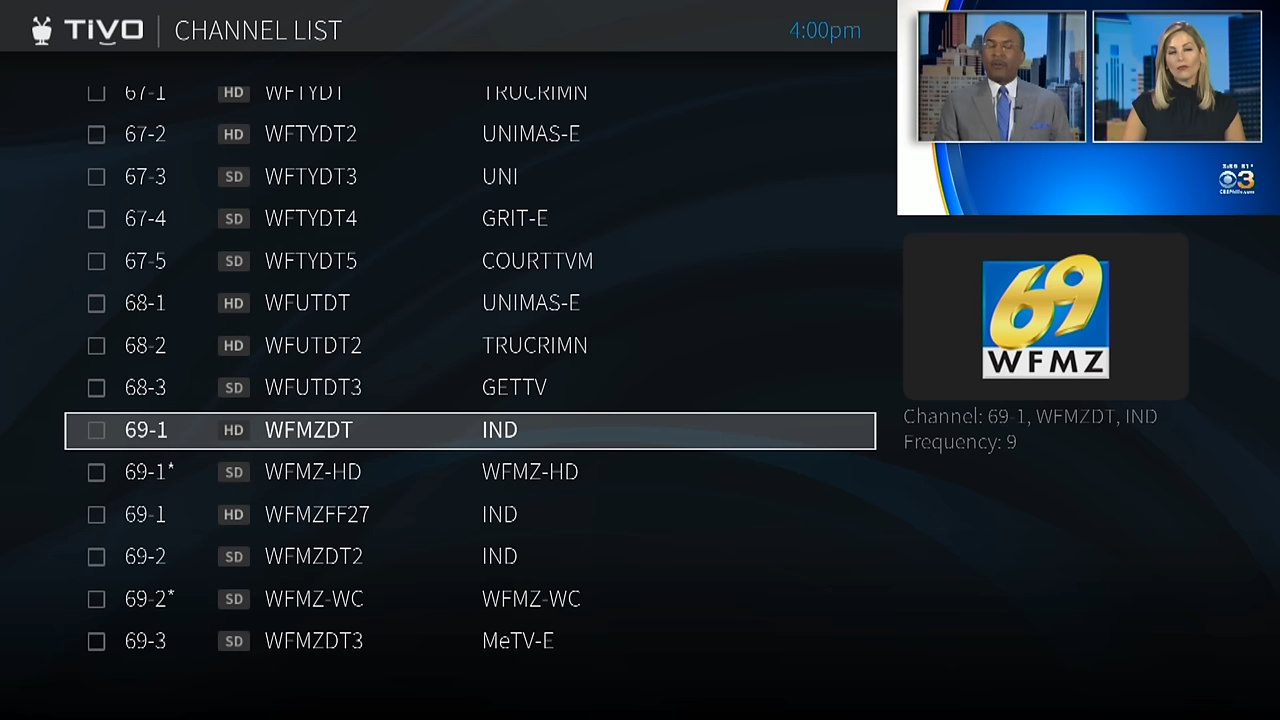 TiVo CHANNEL LIST 4:00pm
67-1 HD WFTYDT TRUCRIMN
67-2 HD WFTYDT2 UNIMAS-E
67-3 SD WFTYDT3 UNI
67-4 SD WFTYDT4 GRIT-E
67-5 SD WFTYDT5 COURTTVM
68-1 HD WFUTDT UNIMAS-E
68-2 HD WFUTDT2 TRUCRIMN
68-3 SD WFUTDT3 GETTV
69-1 HD WFMZDT IND
69-1* SD WFMZ-HD WFMZ-HD
69-1 HD WFMZFF27 IND
69-2 SD WFMZDT2 IND
69-2* SD WFMZ-WC WFMZ-WC
69-3 SD WFMZDT3 MeTV-E
3
CBSPhilly.com
69
WFMZ
Channel: 69-1, WFMZDT, IND
Frequency: 9